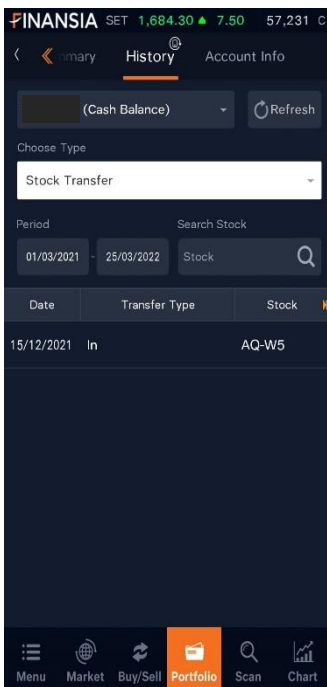 FINANSIA SET 1,684.30 ▲ 7.50 57,231 C
mary History Account Info
(Cash Balance) Refresh
Choose Type
Stock Transfer
Period Search Stock
01/03/2021 - 25/03/2022 Stock
Date Transfer Type Stock
15/12/2021 In AQ-W5
Menu Market Buy/Sell Portfolio Scan Chart